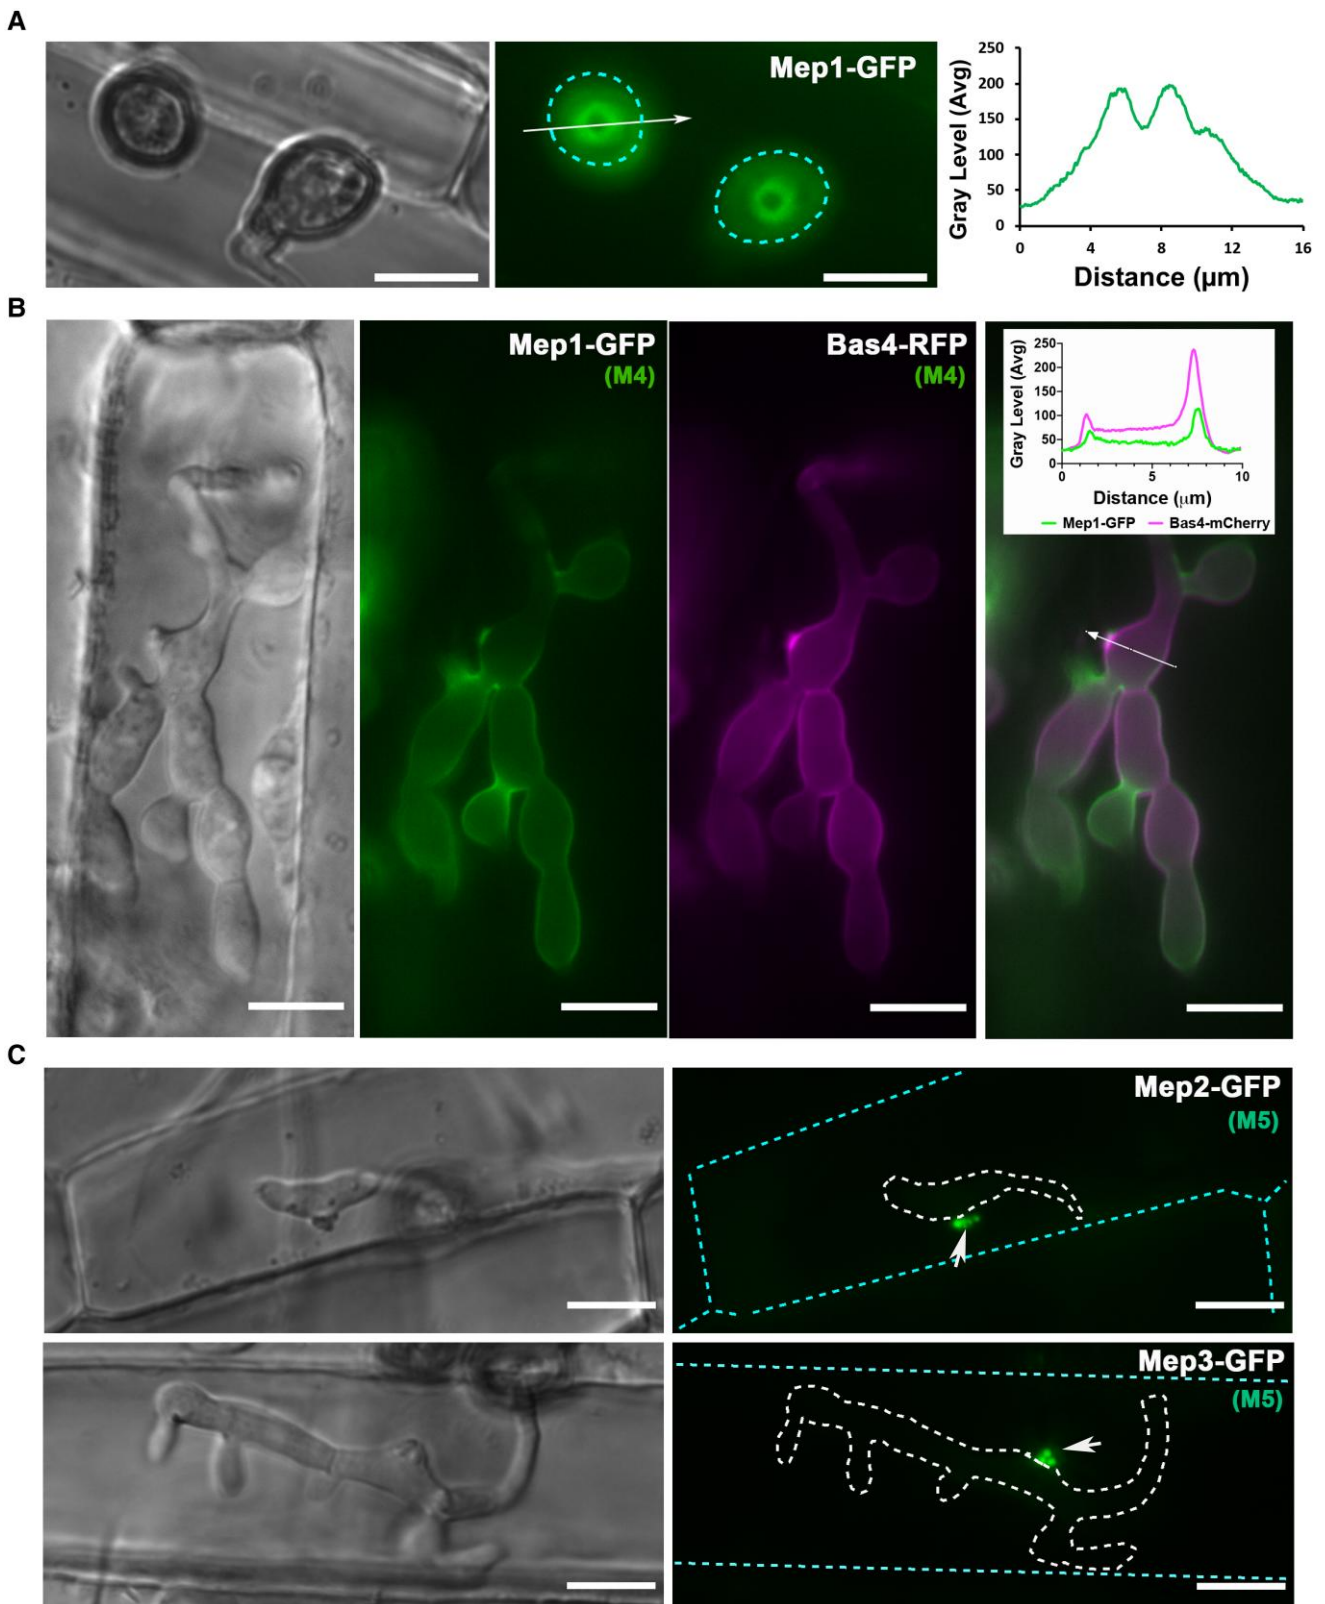 A
Mep1-GFP
Gray Level (Avg)
250
200
150
100
50
0
0 4 8 12 16
Distance (µm)
B
Mep1-GFP
(M4)
Bas4-RFP
(M4)
Gray Level (Avg)
250
200
150
100
50
0
0 5 10
Distance (µm)
Mep1-GFP Bas4-mCherry
C
Mep2-GFP
(M5)
Mep3-GFP
(M5)